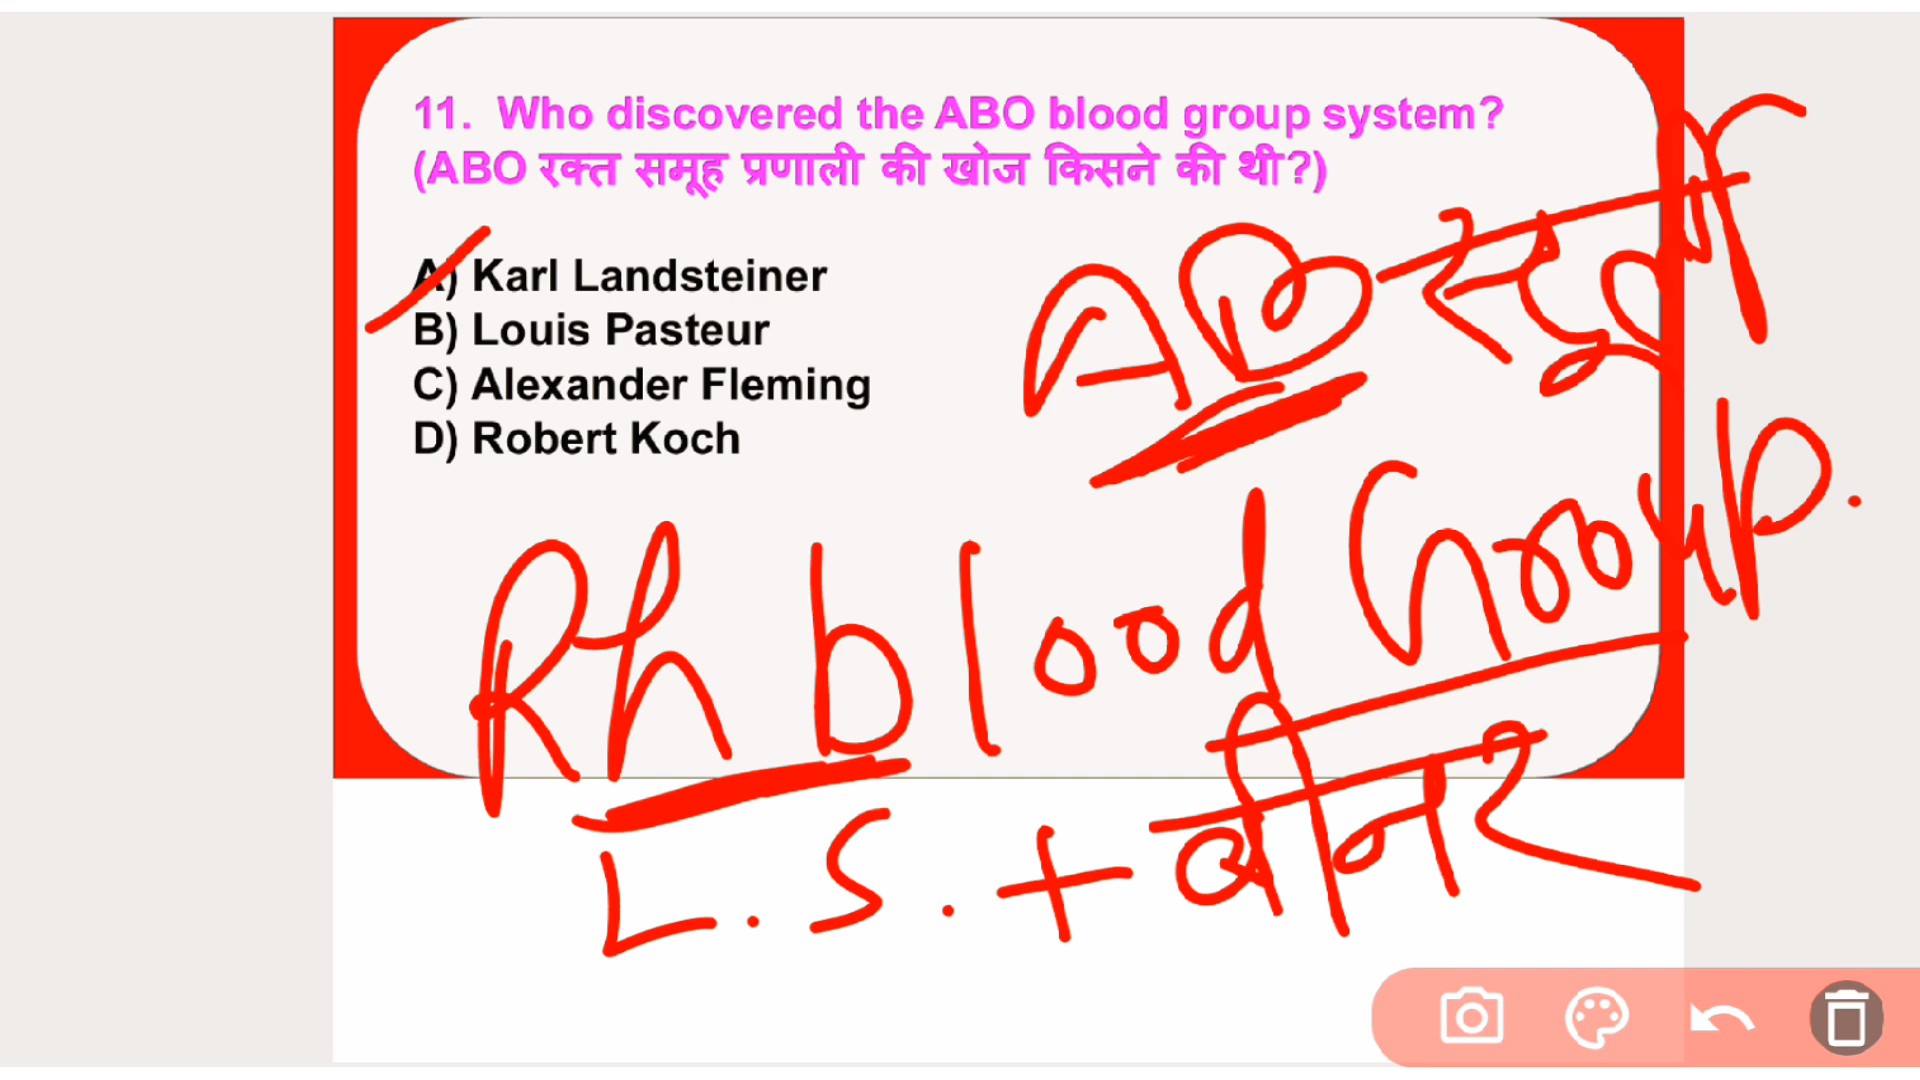 11. Who discovered the ABO blood group system?
(ABO रक्त समूह प्रणाली की खोज किसने की थी?)
A) Karl Landsteiner
B) Louis Pasteur
C) Alexander Fleming
D) Robert Koch
AB
Rh blood Group.
L.S. + वीनर